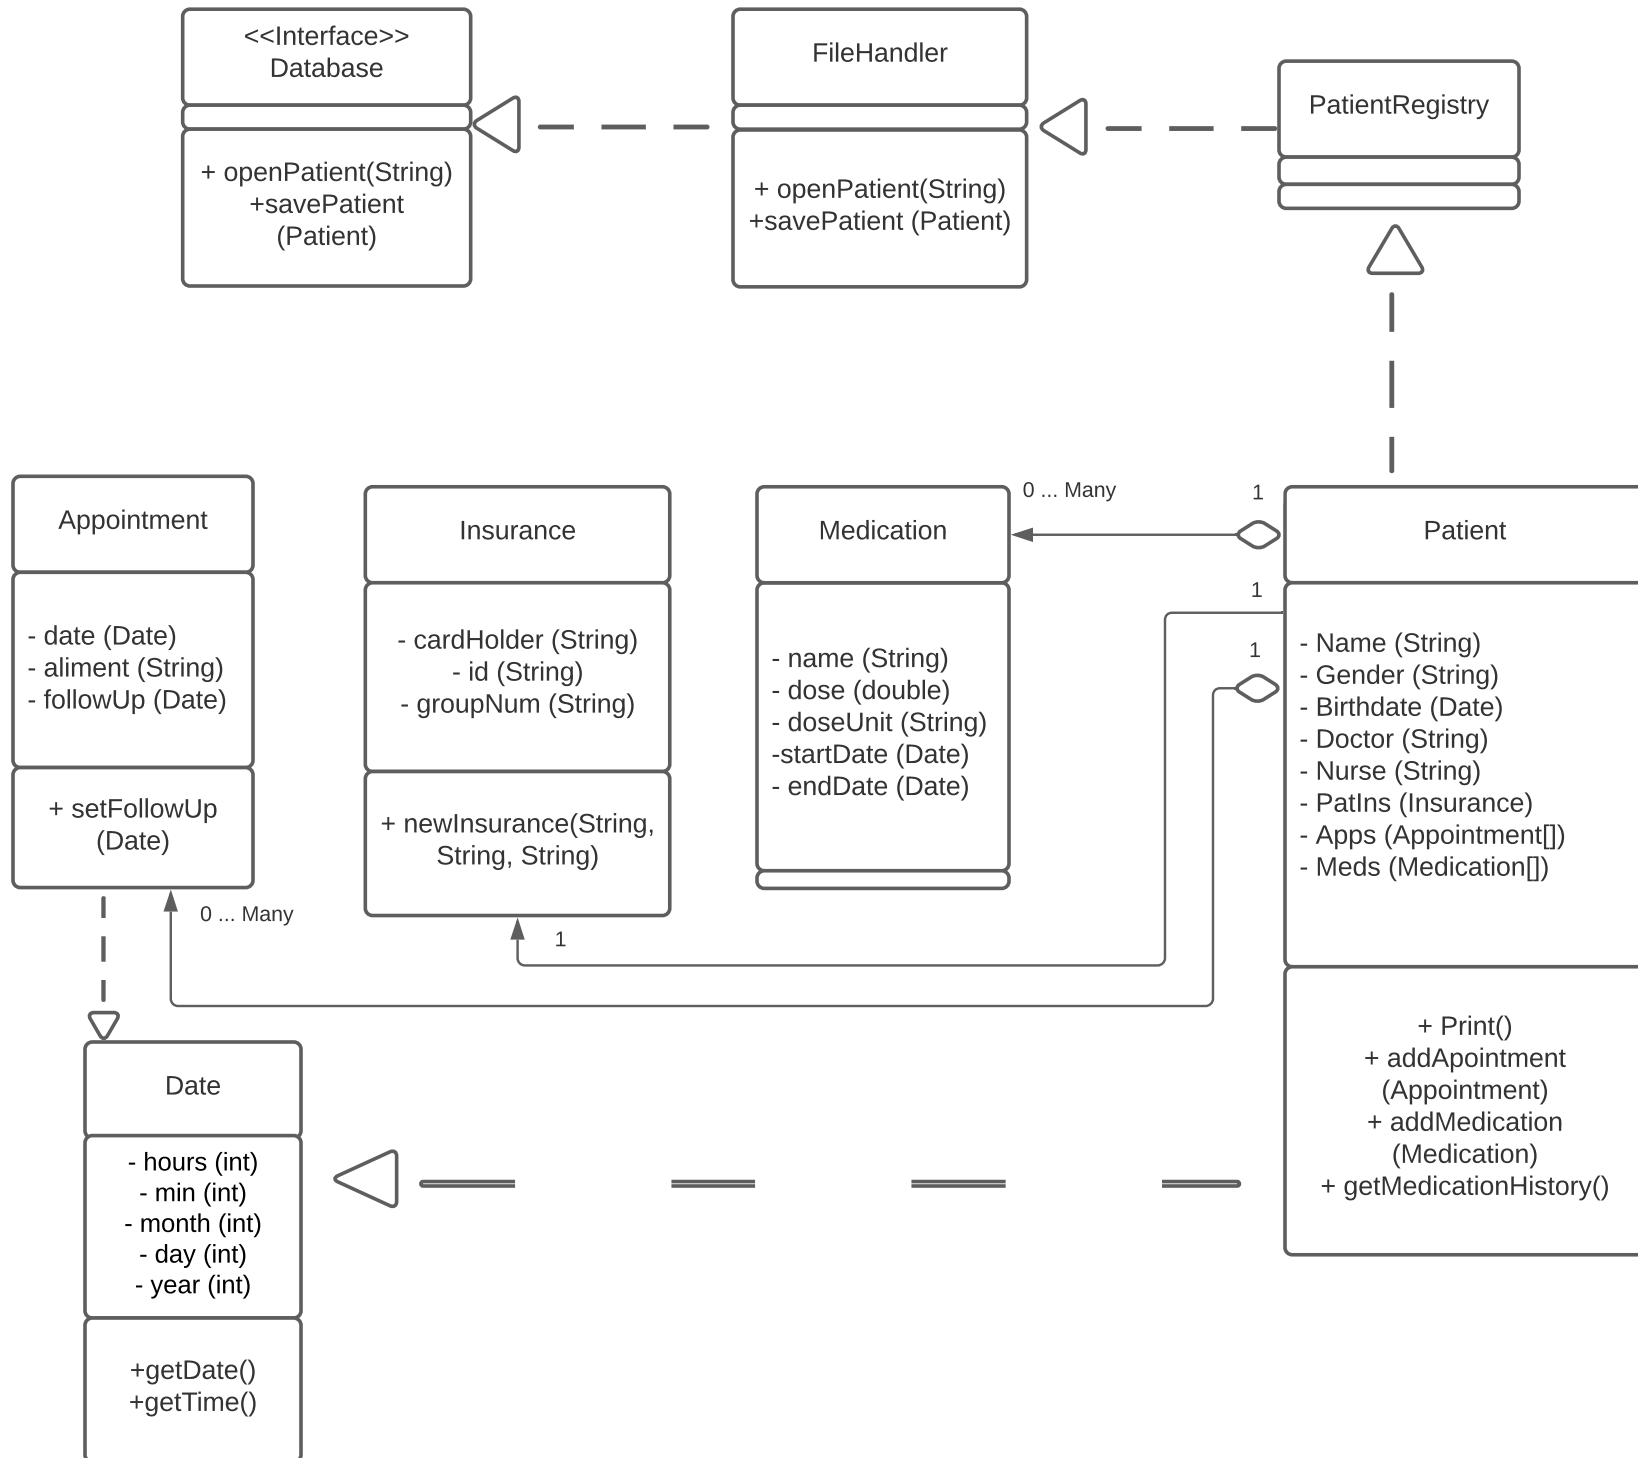 <<Interface>>
Database
+ openPatient(String)
+savePatient
(Patient)
FileHandler
+ openPatient(String)
+savePatient (Patient)
PatientRegistry
Appointment
- date (Date)
- aliment (String)
- followUp (Date)
+ setFollowUp
(Date)
0 ... Many
Insurance
- cardHolder (String)
- id (String)
- groupNum (String)
+ newInsurance(String,
String, String)
1
Medication
- name (String)
- dose (double)
- doseUnit (String)
-startDate (Date)
- endDate (Date)
0 ... Many
1
1
1
Patient
- Name (String)
- Gender (String)
- Birthdate (Date)
- Doctor (String)
- Nurse (String)
- PatIns (Insurance)
- Apps (Appointment[])
- Meds (Medication[])
+ Print()
+ addApointment
(Appointment)
+ addMedication
(Medication)
+ getMedicationHistory()
Date
- hours (int)
- min (int)
- month (int)
- day (int)
- year (int)
+getDate()
+getTime()